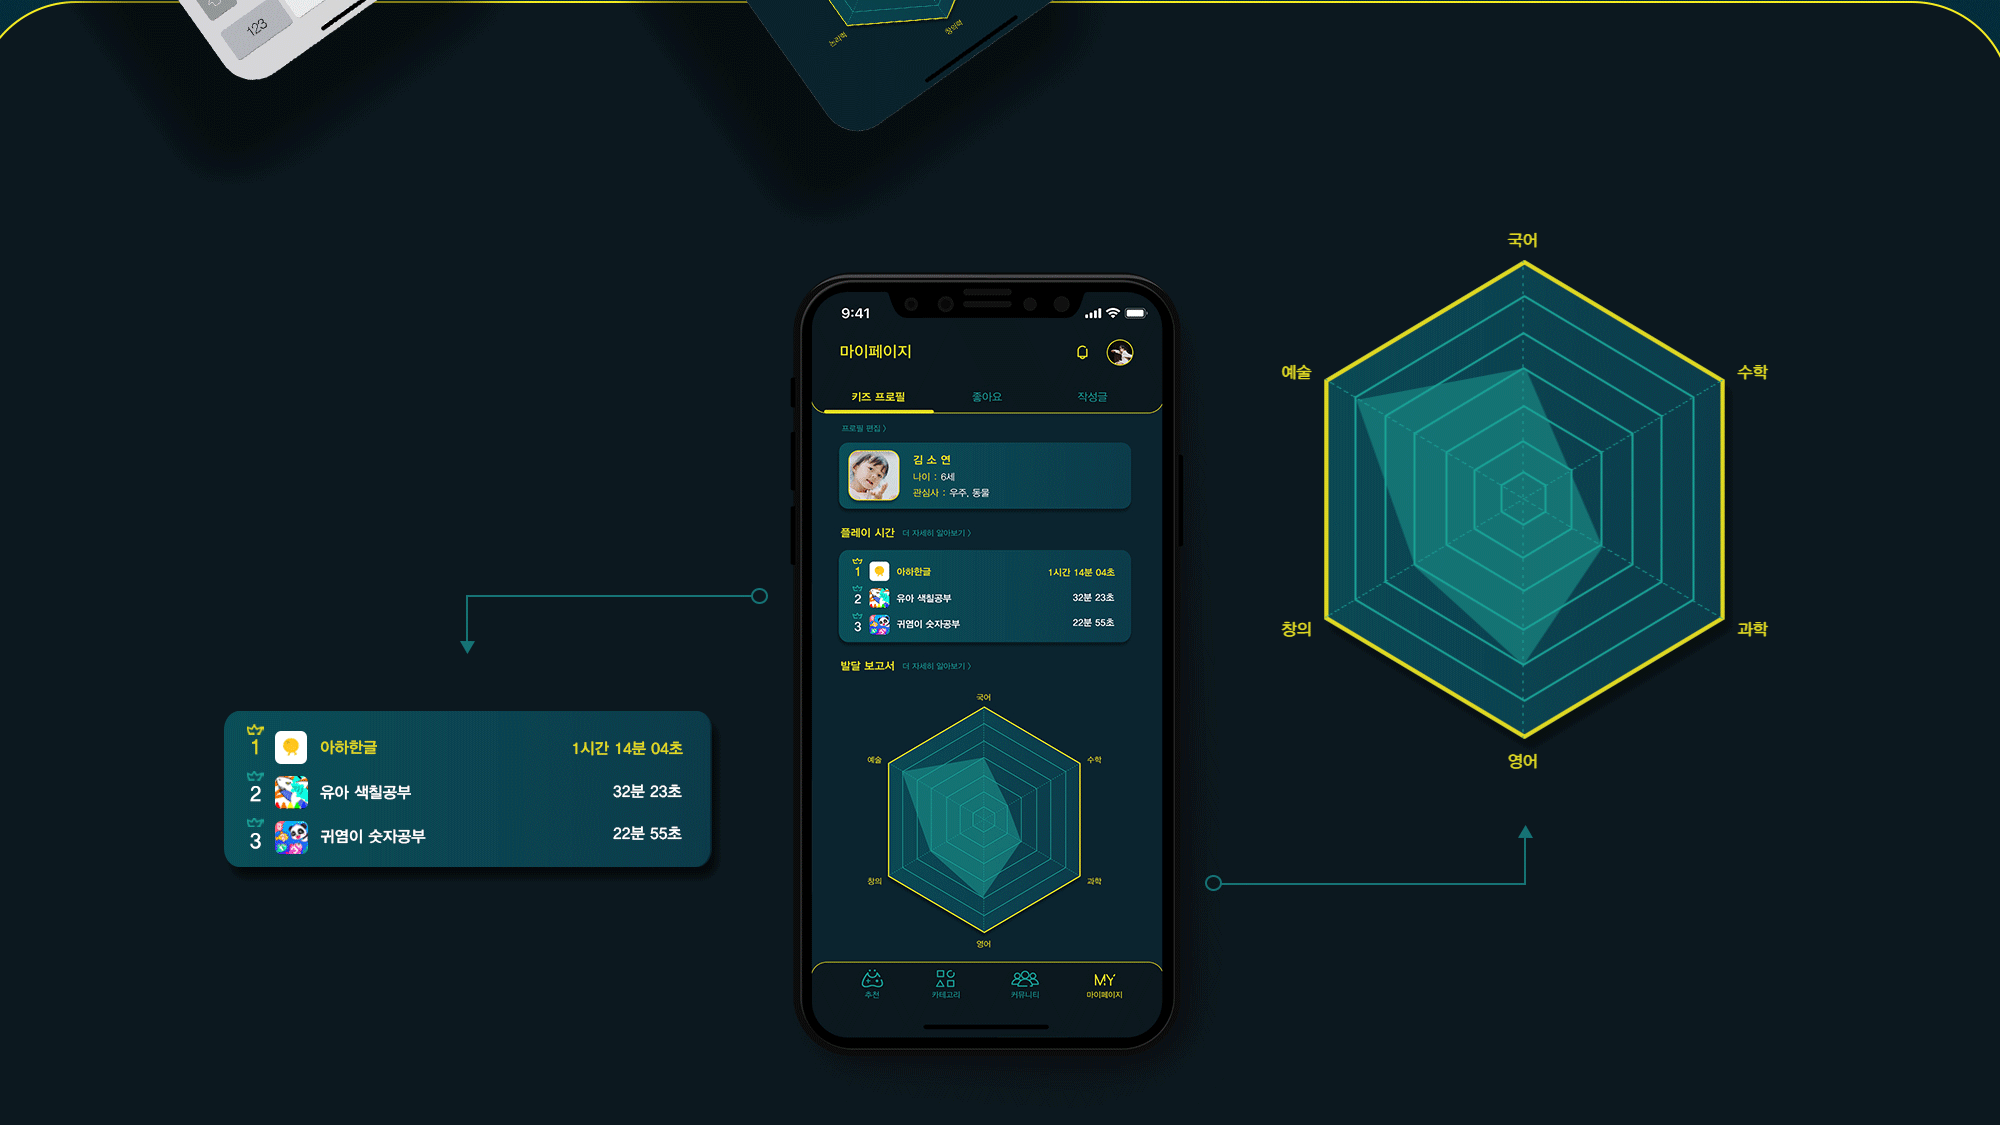 123
논리력
창의력
9:41
마이페이지
키즈 프로필
좋아요
작성글
프로필 편집 〉
김 소 연
나이 : 6세
관심사 : 우주, 동물
플레이 시간 더 자세히 알아보기 〉
1 아하한글 1시간 14분 04초
2 유아 색칠공부 32분 23초
3 귀염이 숫자공부 22분 55초
발달 보고서 더 자세히 알아보기 〉
국어
예술
수학
창의
과학
영어
추천
카테고리
커뮤니티
MY
마이페이지
1 아하한글 1시간 14분 04초
2 유아 색칠공부 32분 23초
3 귀염이 숫자공부 22분 55초
국어
예술
수학
창의
과학
영어